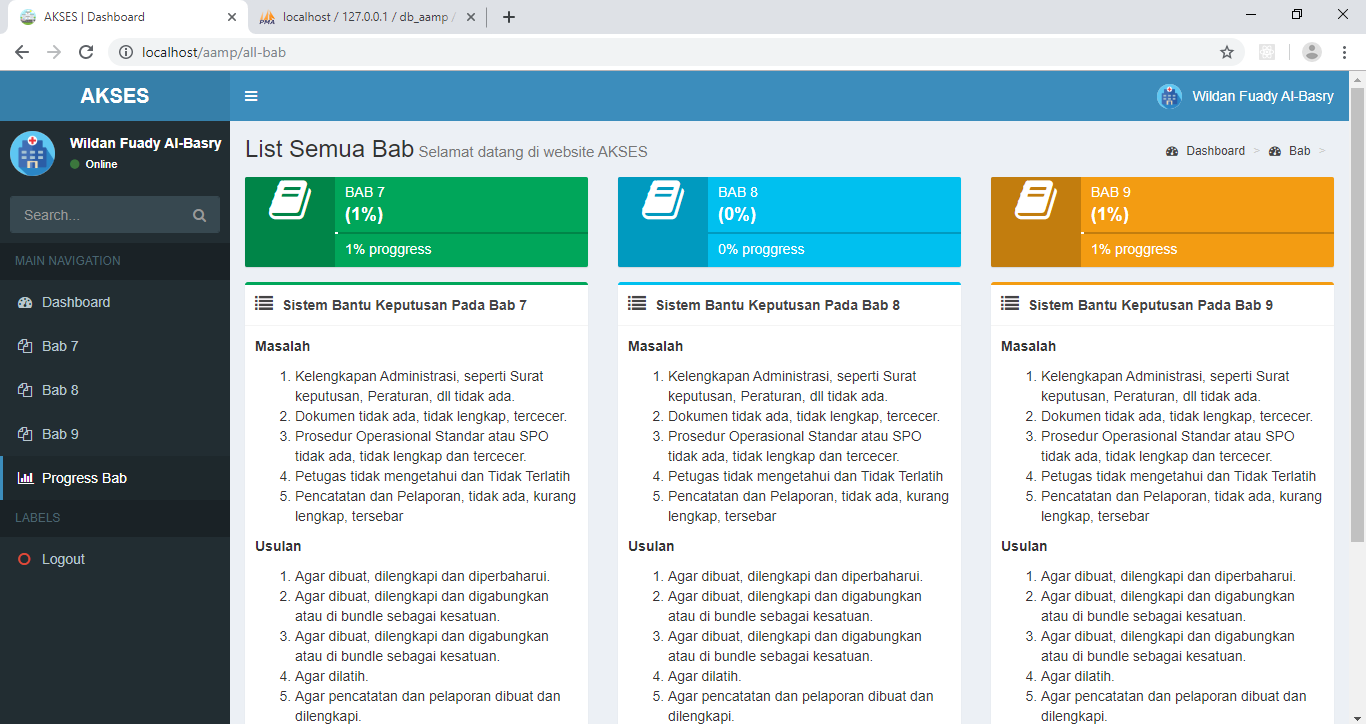 AKSES | Dashboard
localhost / 127.0.0.1 / db_aamp /
localhost/aamp/all-bab
AKSES
Wildan Fuady Al-Basry
Wildan Fuady Al-Basry
Online
Search...
MAIN NAVIGATION
Dashboard
Bab 7
Bab 8
Bab 9
Progress Bab
LABELS
Logout
List Semua Bab Selamat datang di website AKSES
Dashboard > Bab >
BAB 7
(1%)
1% proggress
BAB 8
(0%)
0% proggress
BAB 9
(1%)
1% proggress
Sistem Bantu Keputusan Pada Bab 7
Masalah
1. Kelengkapan Administrasi, seperti Surat
keputusan, Peraturan, dll tidak ada.
2. Dokumen tidak ada, tidak lengkap, tercecer.
3. Prosedur Operasional Standar atau SPO
tidak ada, tidak lengkap dan tercecer.
4. Petugas tidak mengetahui dan Tidak Terlatih
5. Pencatatan dan Pelaporan, tidak ada, kurang
lengkap, tersebar
Usulan
1. Agar dibuat, dilengkapi dan diperbaharui.
2. Agar dibuat, dilengkapi dan digabungkan
atau di bundle sebagai kesatuan.
3. Agar dibuat, dilengkapi dan digabungkan
atau di bundle sebagai kesatuan.
4. Agar dilatih.
5. Agar pencatatan dan pelaporan dibuat dan
dilengkapi.
Sistem Bantu Keputusan Pada Bab 8
Masalah
1. Kelengkapan Administrasi, seperti Surat
keputusan, Peraturan, dll tidak ada.
2. Dokumen tidak ada, tidak lengkap, tercecer.
3. Prosedur Operasional Standar atau SPO
tidak ada, tidak lengkap dan tercecer.
4. Petugas tidak mengetahui dan Tidak Terlatih
5. Pencatatan dan Pelaporan, tidak ada, kurang
lengkap, tersebar
Usulan
1. Agar dibuat, dilengkapi dan diperbaharui.
2. Agar dibuat, dilengkapi dan digabungkan
atau di bundle sebagai kesatuan.
3. Agar dibuat, dilengkapi dan digabungkan
atau di bundle sebagai kesatuan.
4. Agar dilatih.
5. Agar pencatatan dan pelaporan dibuat dan
dilengkapi.
Sistem Bantu Keputusan Pada Bab 9
Masalah
1. Kelengkapan Administrasi, seperti Surat
keputusan, Peraturan, dll tidak ada.
2. Dokumen tidak ada, tidak lengkap, tercecer.
3. Prosedur Operasional Standar atau SPO
tidak ada, tidak lengkap dan tercecer.
4. Petugas tidak mengetahui dan Tidak Terlatih
5. Pencatatan dan Pelaporan, tidak ada, kurang
lengkap, tersebar
Usulan
1. Agar dibuat, dilengkapi dan diperbaharui.
2. Agar dibuat, dilengkapi dan digabungkan
atau di bundle sebagai kesatuan.
3. Agar dibuat, dilengkapi dan digabungkan
atau di bundle sebagai kesatuan.
4. Agar dilatih.
5. Agar pencatatan dan pelaporan dibuat dan
dilengkapi.